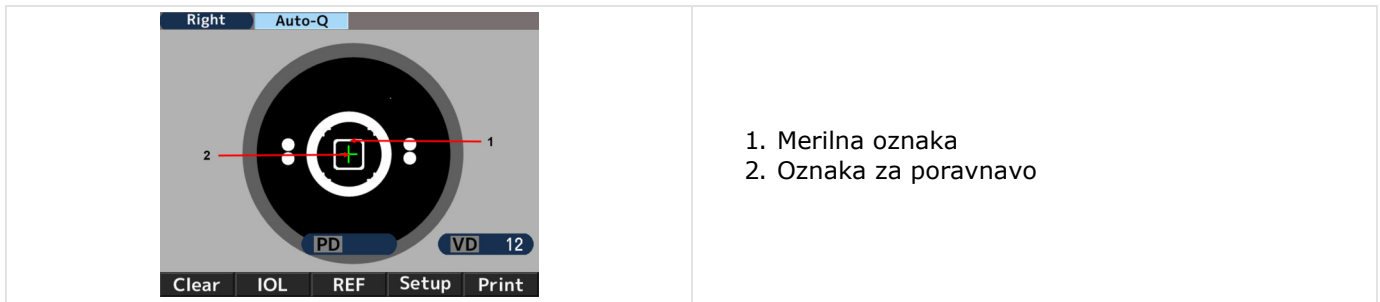 Right Auto-Q
1
2
PD VD 12
Clear IOL REF Setup Print
1. Merilna oznaka
2. Oznaka za poravnavo